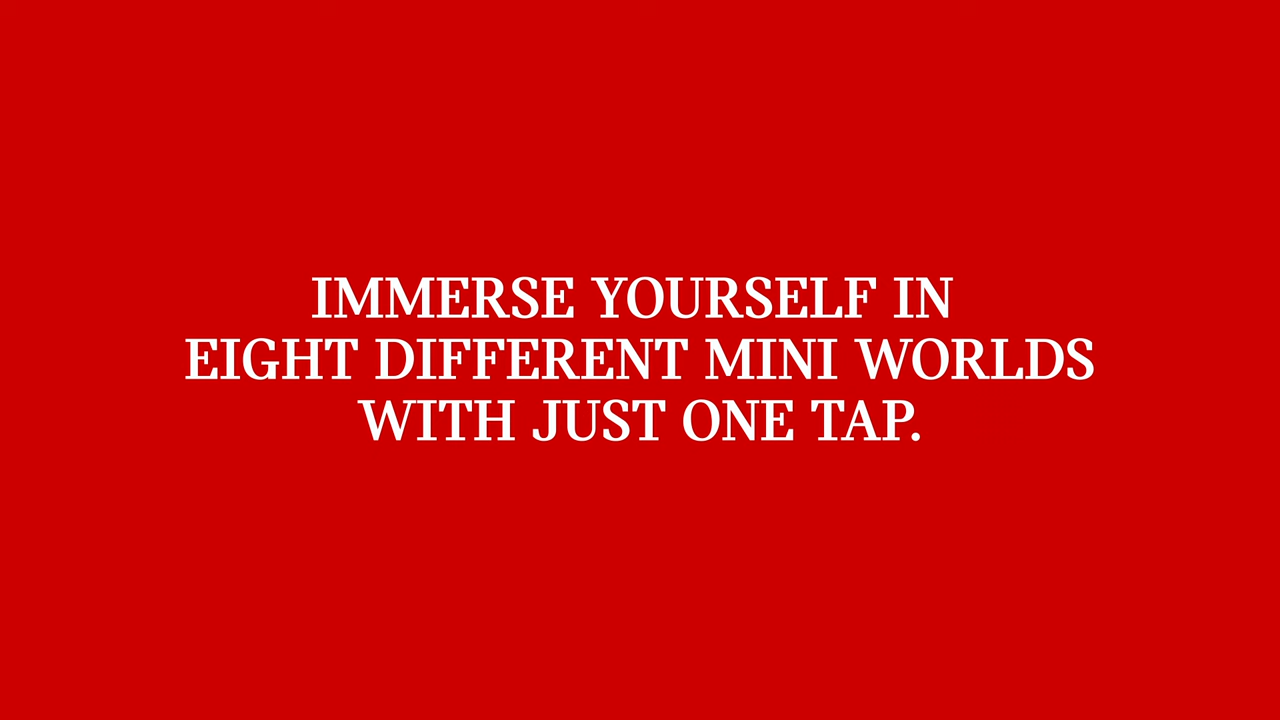 IMMERSE YOURSELF IN
EIGHT DIFFERENT MINI WORLDS
WITH JUST ONE TAP.